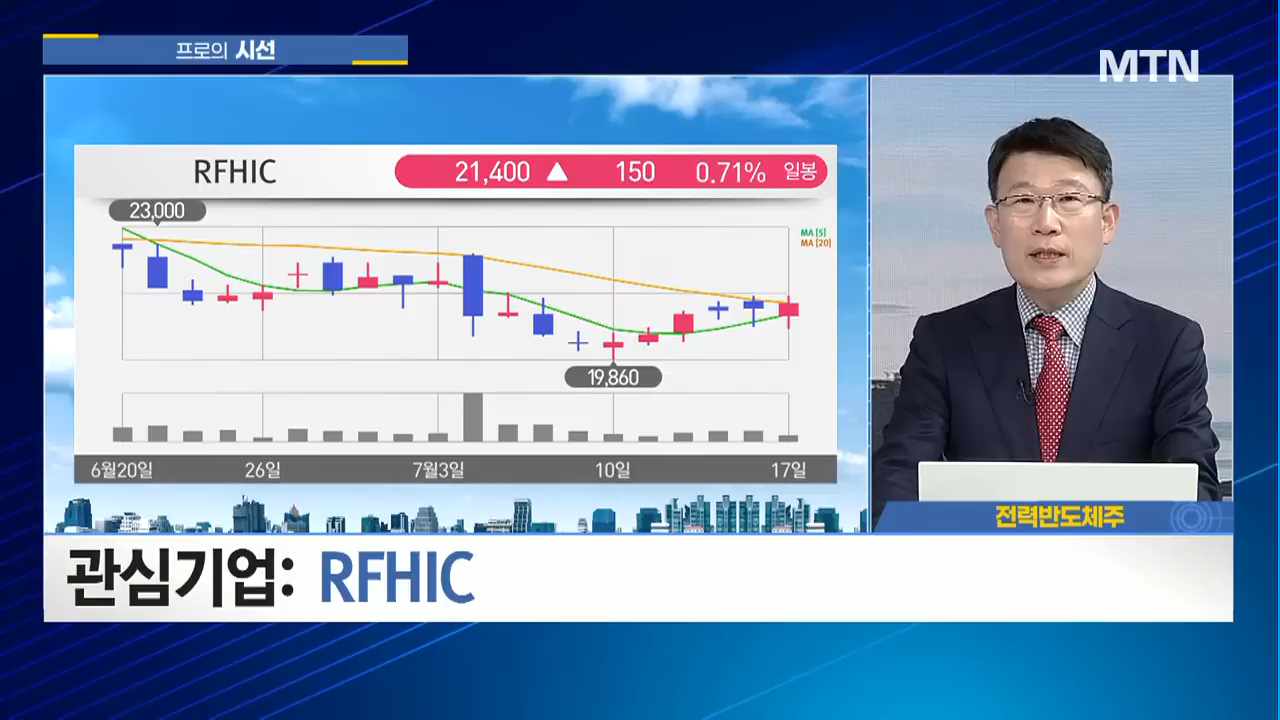 프로의 시선
MTN
RFHIC
21,400 ▲ 150 0.71% 일봉
23,000
MA [5]
MA [20]
19,860
6월20일 26일 7월3일 10일 17일
전력반도체주
관심기업: RFHIC